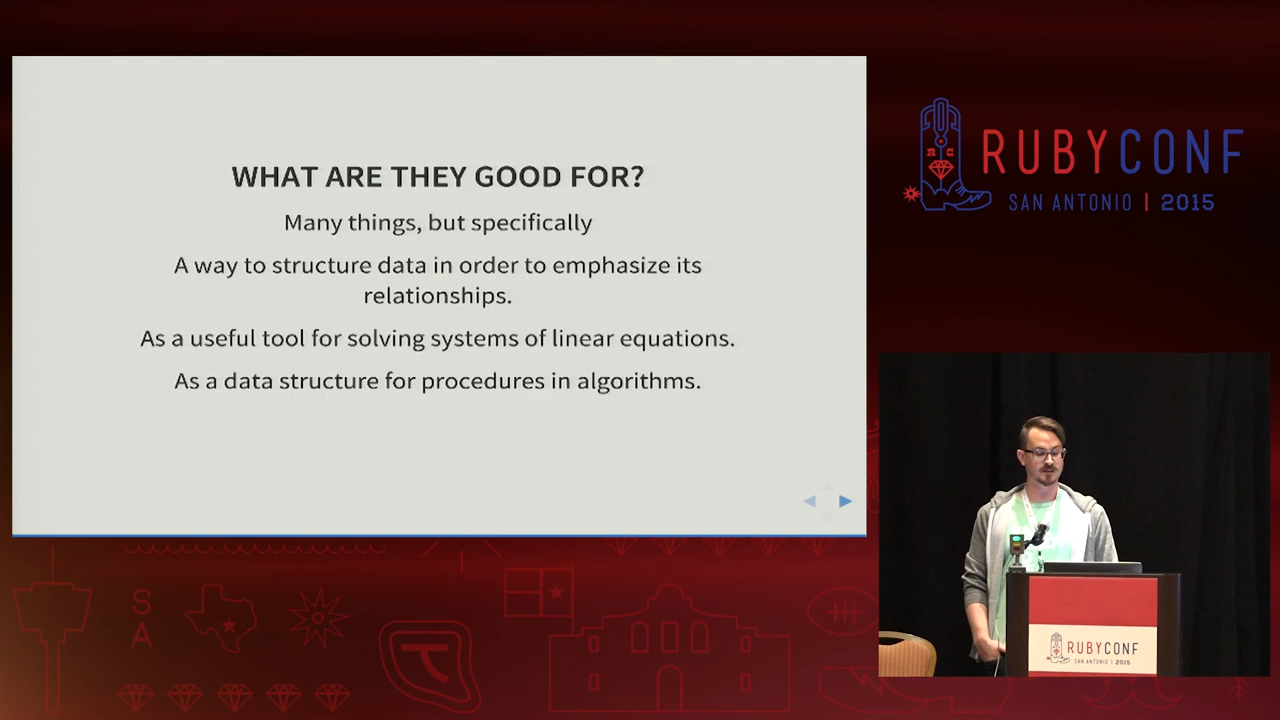 WHAT ARE THEY GOOD FOR?
Many things, but specifically
A way to structure data in order to emphasize its
relationships.
As a useful tool for solving systems of linear equations.
As a data structure for procedures in algorithms.
RUBYCONF
SAN ANTONIO | 2015
S
A
RUBYCONF
SAN ANTONIO | 2015